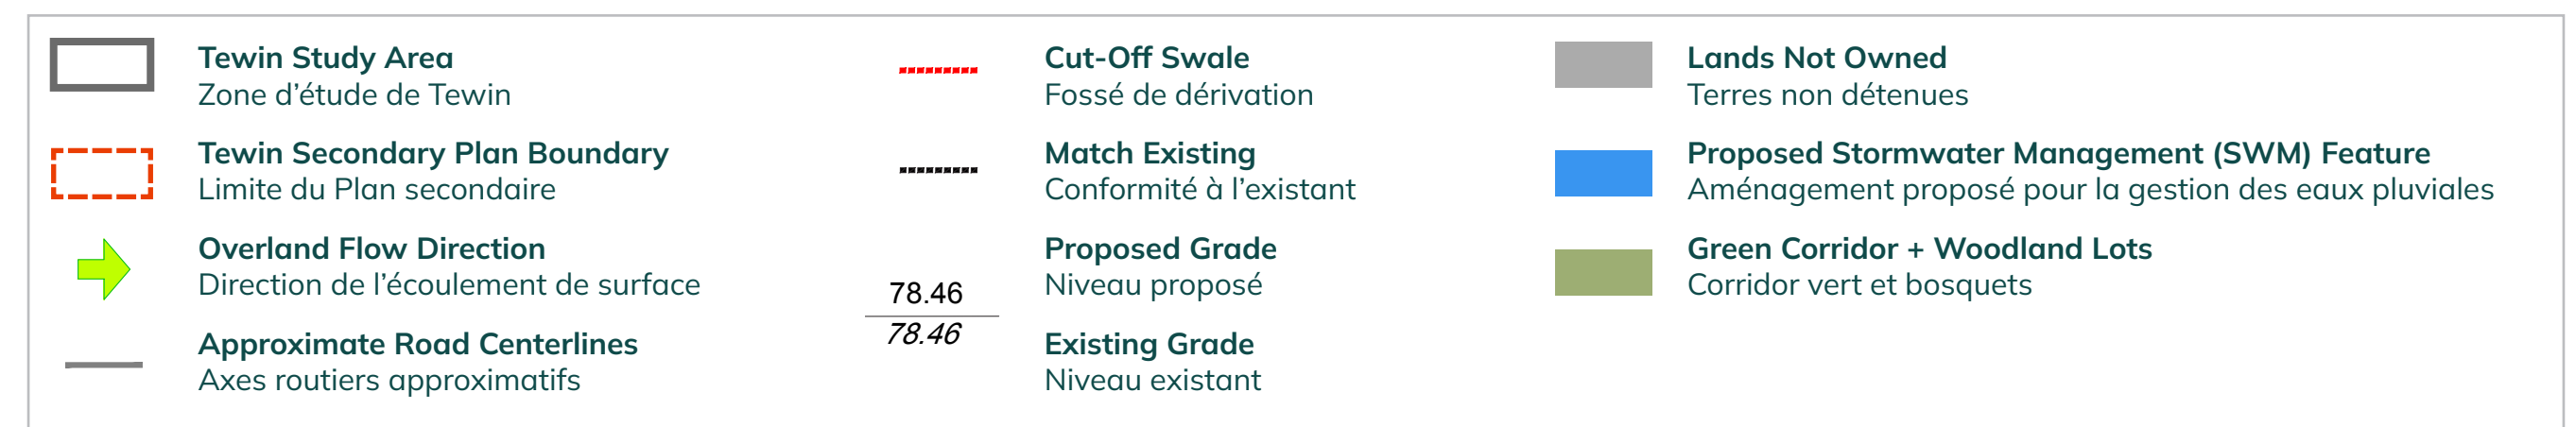 Tewin Study Area
Zone d'étude de Tewin
Tewin Secondary Plan Boundary
Limite du Plan secondaire
Overland Flow Direction
Direction de l'écoulement de surface
Approximate Road Centerlines
Axes routiers approximatifs
Cut-Off Swale
Fossé de dérivation
Match Existing
Conformité à l'existant
78.46
Proposed Grade
Niveau proposé
78.46
Existing Grade
Niveau existant
Lands Not Owned
Terres non détenues
Proposed Stormwater Management (SWM) Feature
Aménagement proposé pour la gestion des eaux pluviales
Green Corridor + Woodland Lots
Corridor vert et bosquets